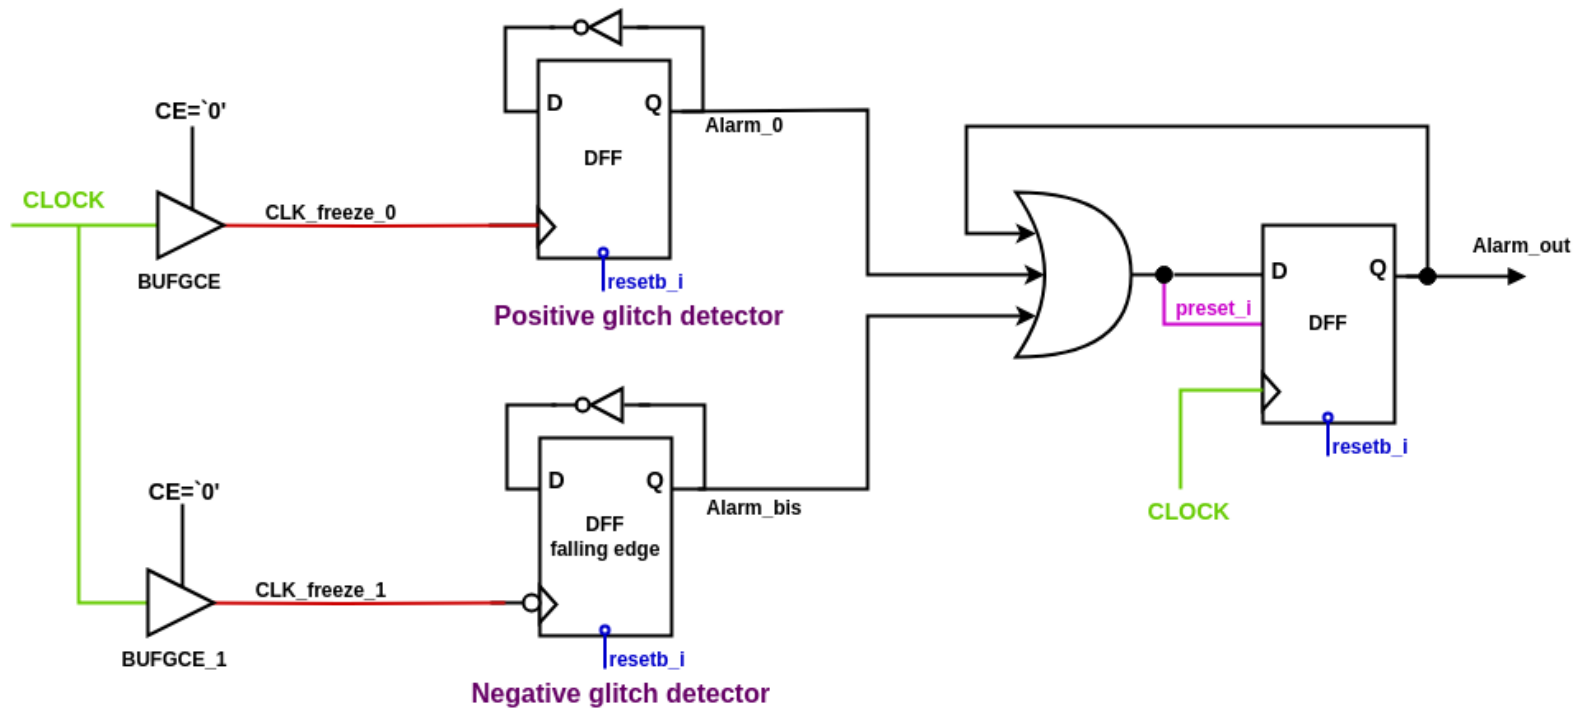 CE=`0'
CLOCK
BUFGCE
CLK_freeze_0
D
Q
DFF
resetb_i
Positive glitch detector
Alarm_0
CE=`0'
BUFGCE_1
CLK_freeze_1
D
Q
DFF
falling edge
resetb_i
Negative glitch detector
Alarm_bis
preset_i
D
Q
DFF
resetb_i
CLOCK
Alarm_out